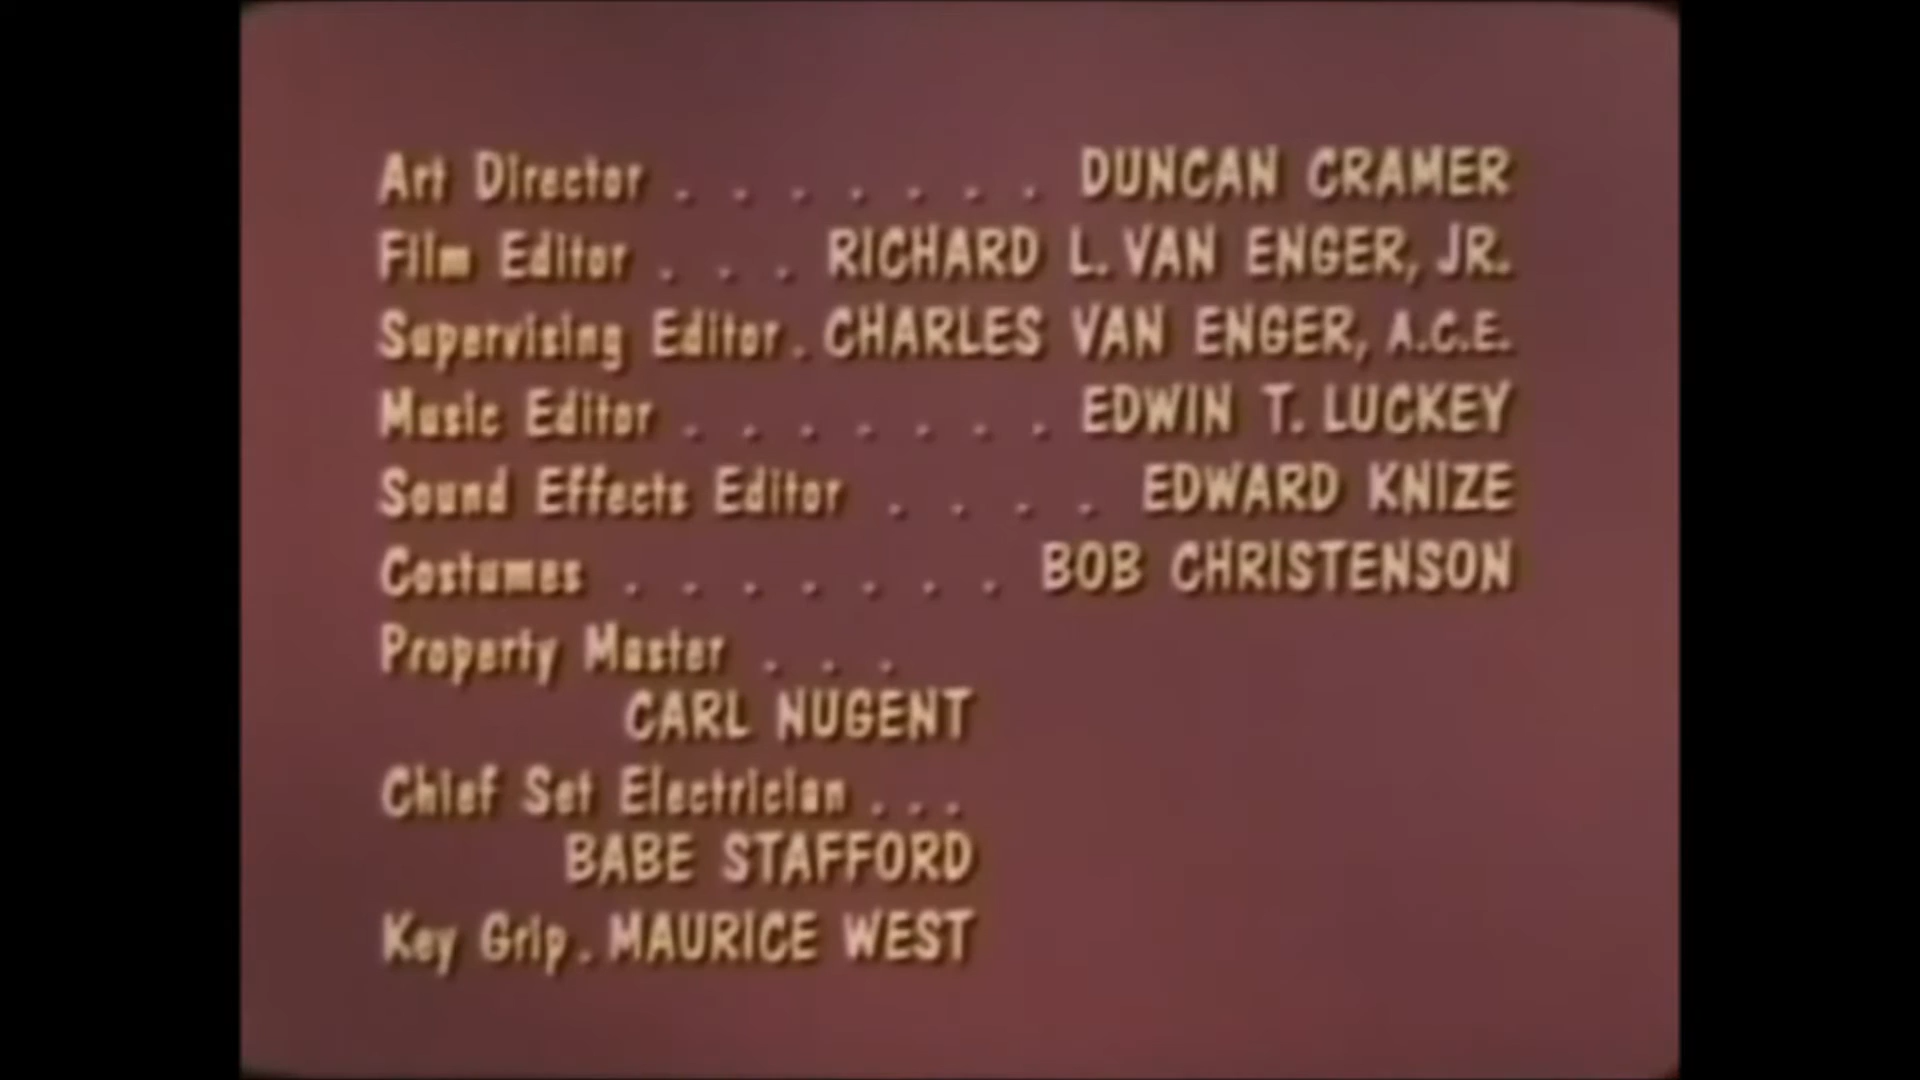 Art Director . . . . . . . DUNCAN CRAMER
Film Editor . . . RICHARD L. VAN ENGER, JR.
Supervising Editor . CHARLES VAN ENGER, A.C.E.
Music Editor . . . . . . . EDWIN T. LUCKEY
Sound Effects Editor . . . . EDWARD KNIZE
Costumes . . . . . . . BOB CHRISTENSON
Property Master . . .
CARL NUGENT
Chief Set Electrician . . .
BABE STAFFORD
Key Grip . MAURICE WEST